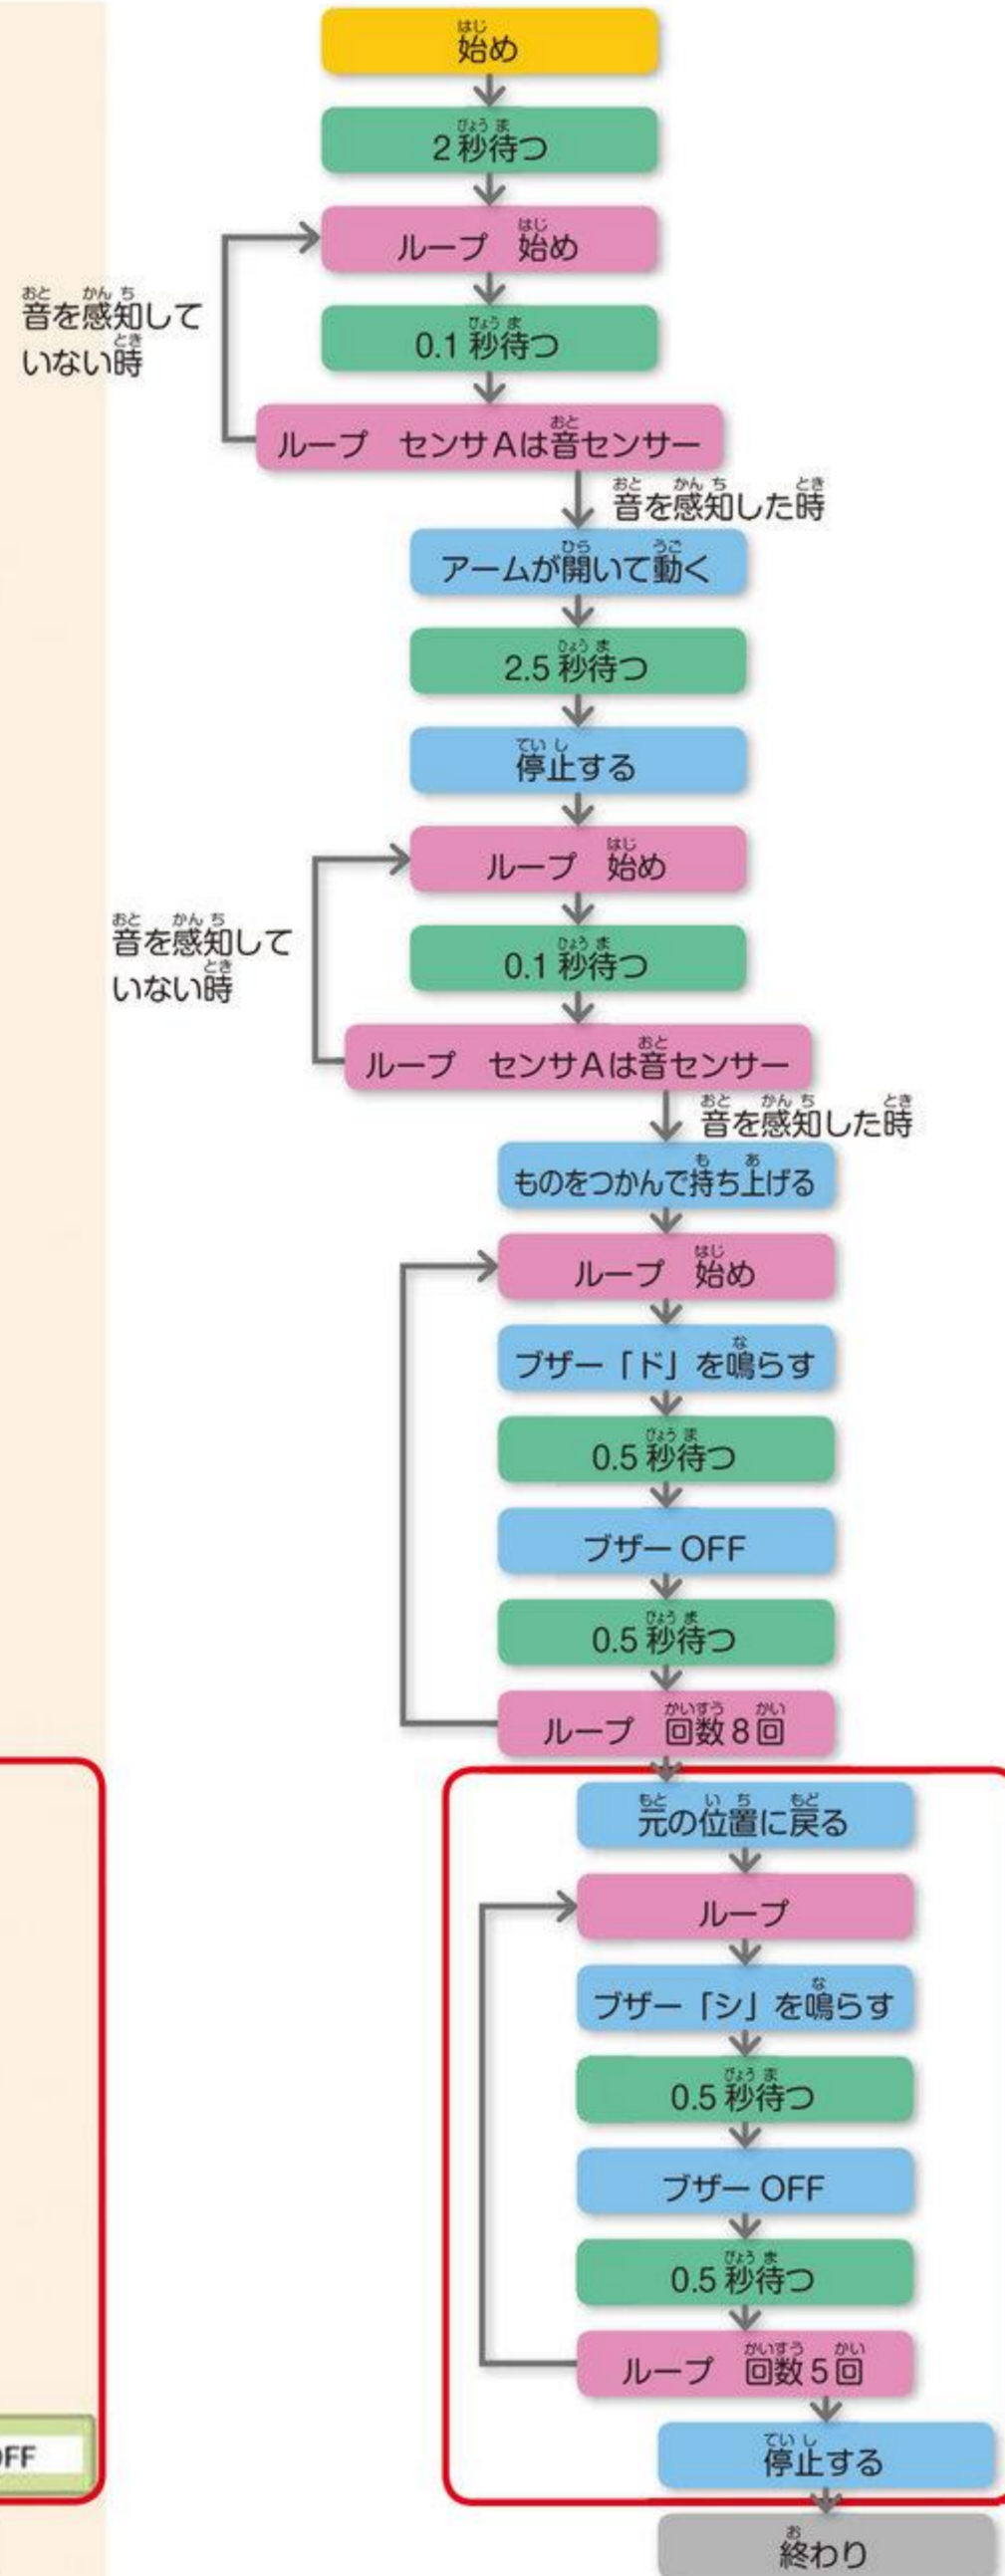 始め
2秒待つ
ループ 始め
音を感知して
いない時
0.1秒待つ
ループ センサAは音センサー
音を感知した時
アームが開いて動く
2.5秒待つ
停止する
ループ 始め
音を感知して
いない時
0.1秒待つ
ループ センサAは音センサー
音を感知した時
ものをつかんで持ち上げる
ループ 始め
ブザー「ド」を鳴らす
0.5秒待つ
ブザーOFF
0.5秒待つ
ループ 回数8回
元の位置に戻る
ループ
ブザー「シ」を鳴らす
0.5秒待つ
ブザーOFF
0.5秒待つ
ループ 回数5回
停止する
終わり